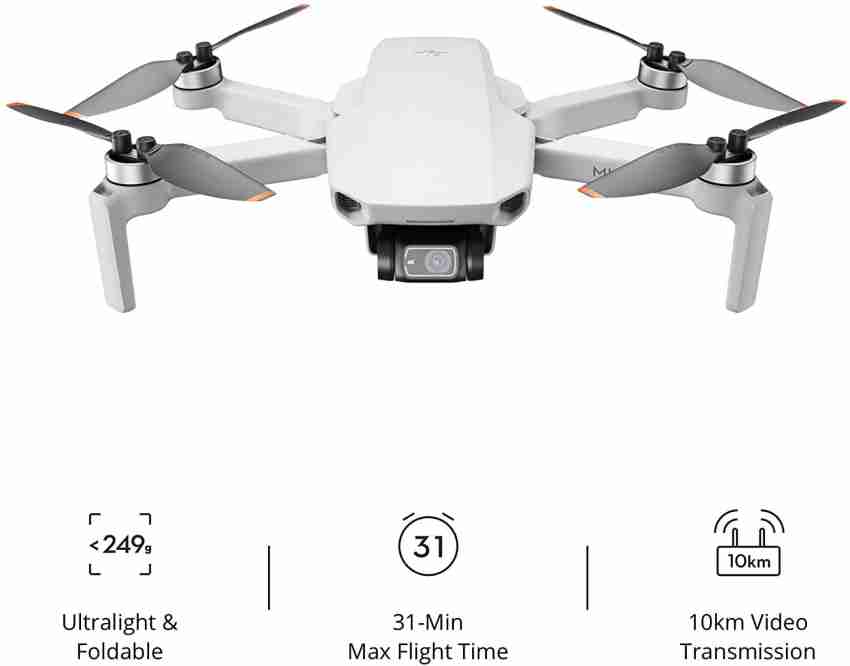 <249g
31
10km
Ultralight &
Foldable
31-Min
Max Flight Time
10km Video
Transmission